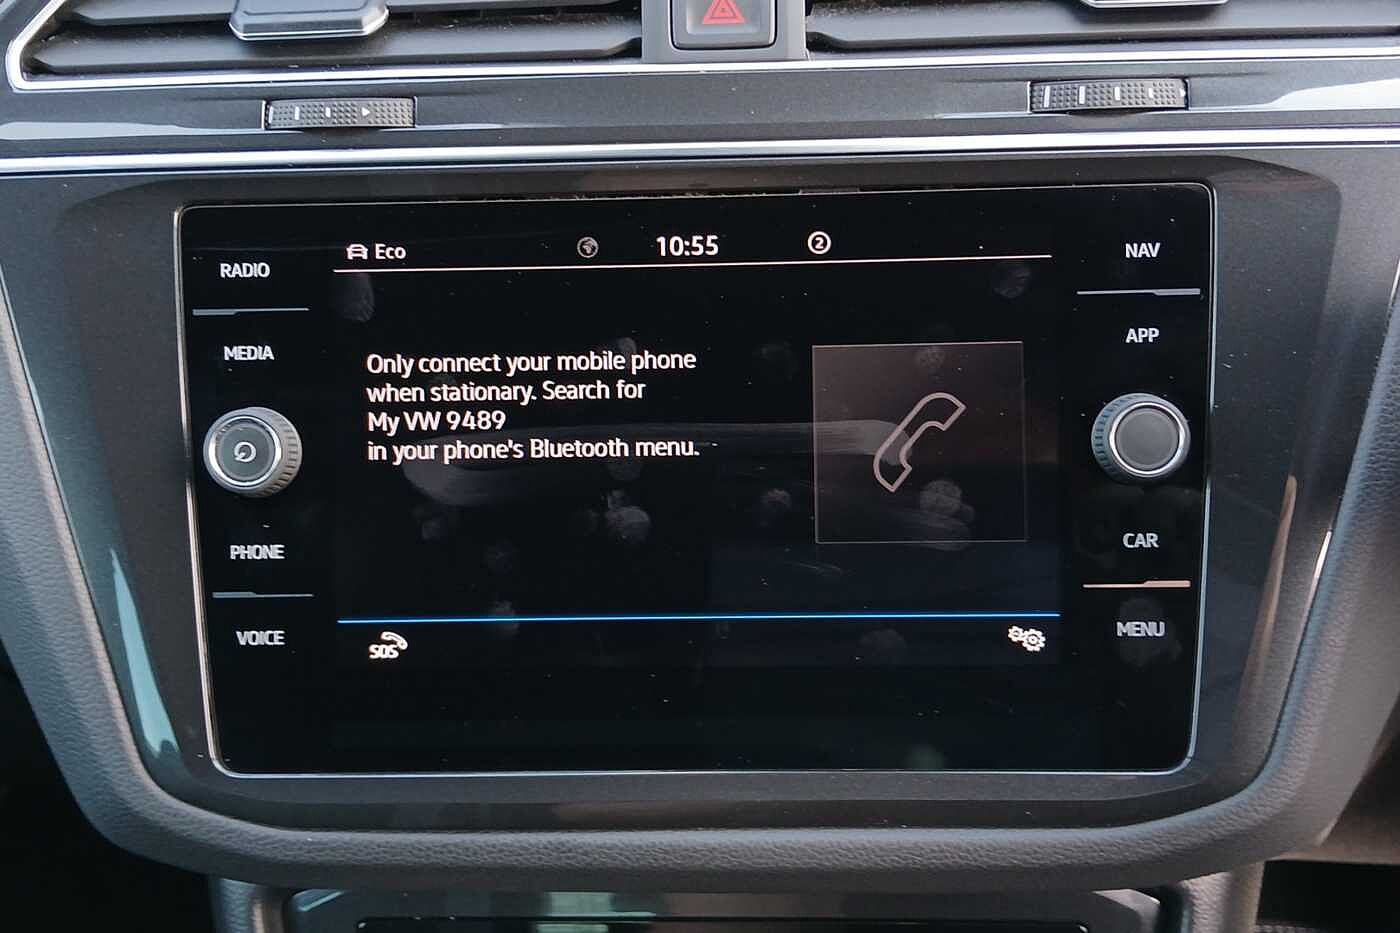 Eco 10:55 2
RADIO
NAV
MEDIA
APP
Only connect your mobile phone
when stationary. Search for
My VW 9489
in your phone's Bluetooth menu.
PHONE
CAR
VOICE
SOS
MENU